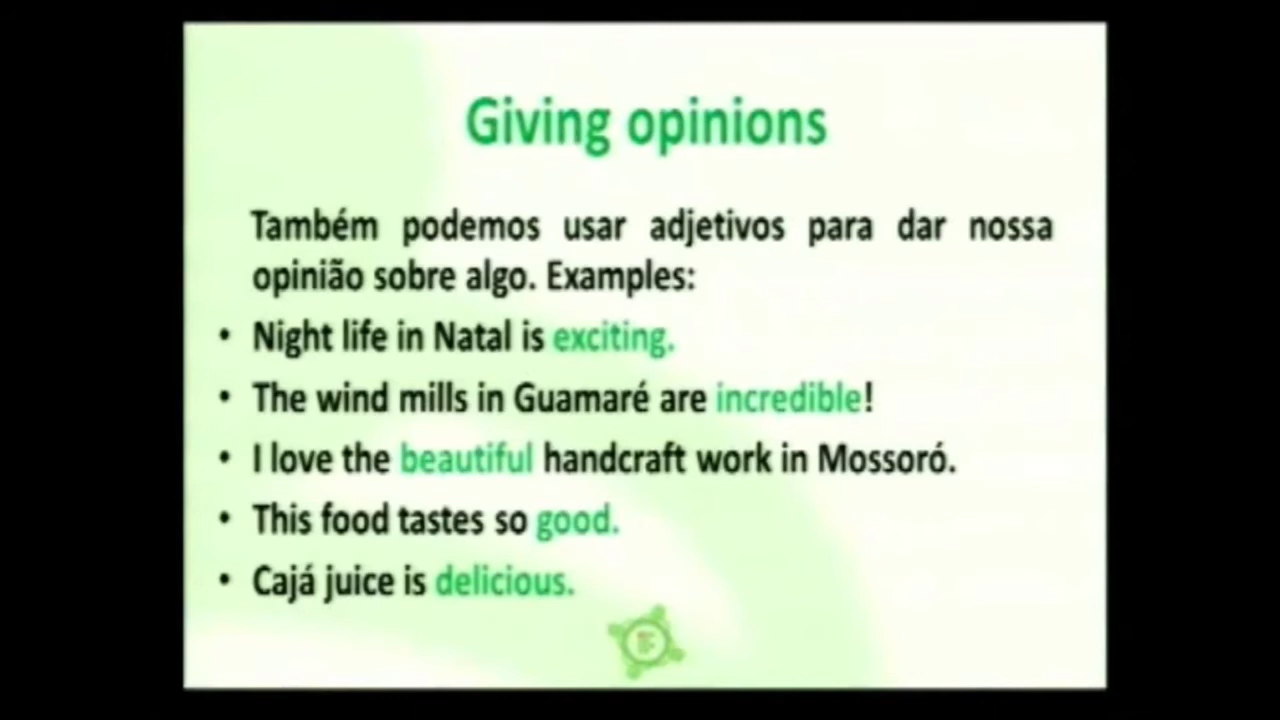 Giving opinions
Também podemos usar adjetivos para dar nossa
opinião sobre algo. Examples:
• Night life in Natal is exciting.
• The wind mills in Guamaré are incredible!
• I love the beautiful handcraft work in Mossoró.
• This food tastes so good.
• Cajá juice is delicious.